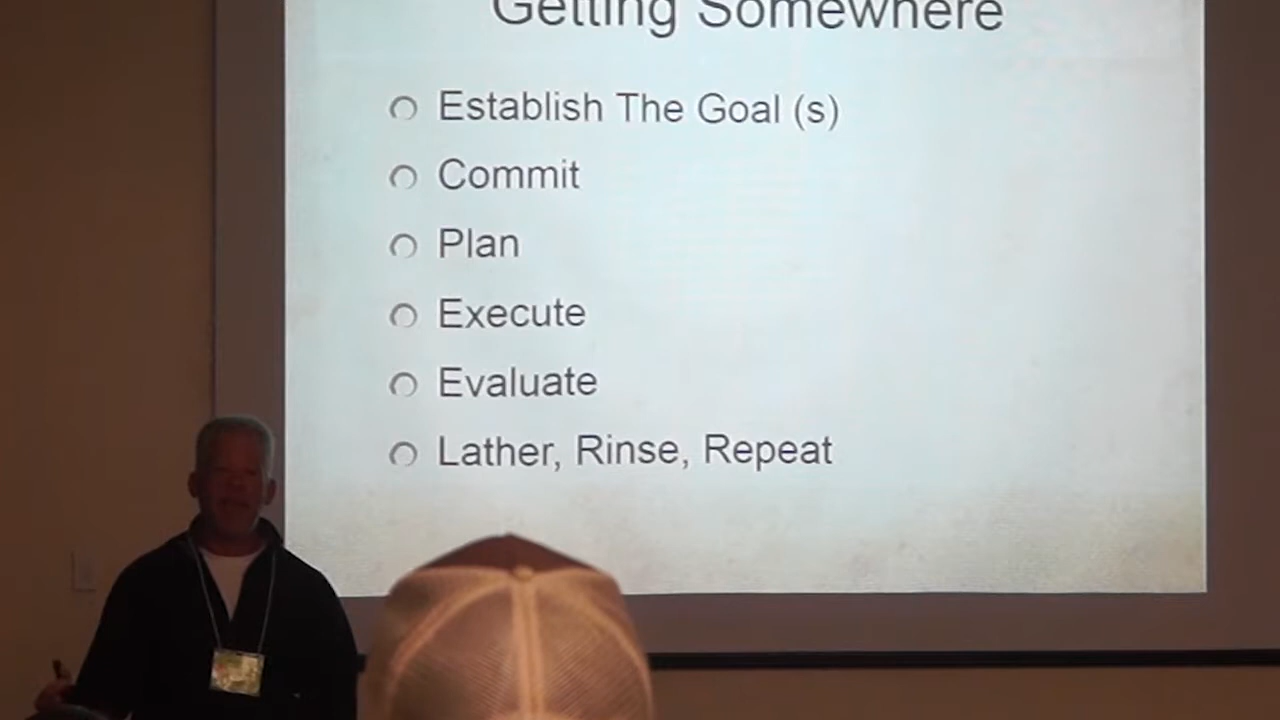 Getting Somewhere
Establish The Goal (s)
Commit
Plan
Execute
Evaluate
Lather, Rinse, Repeat